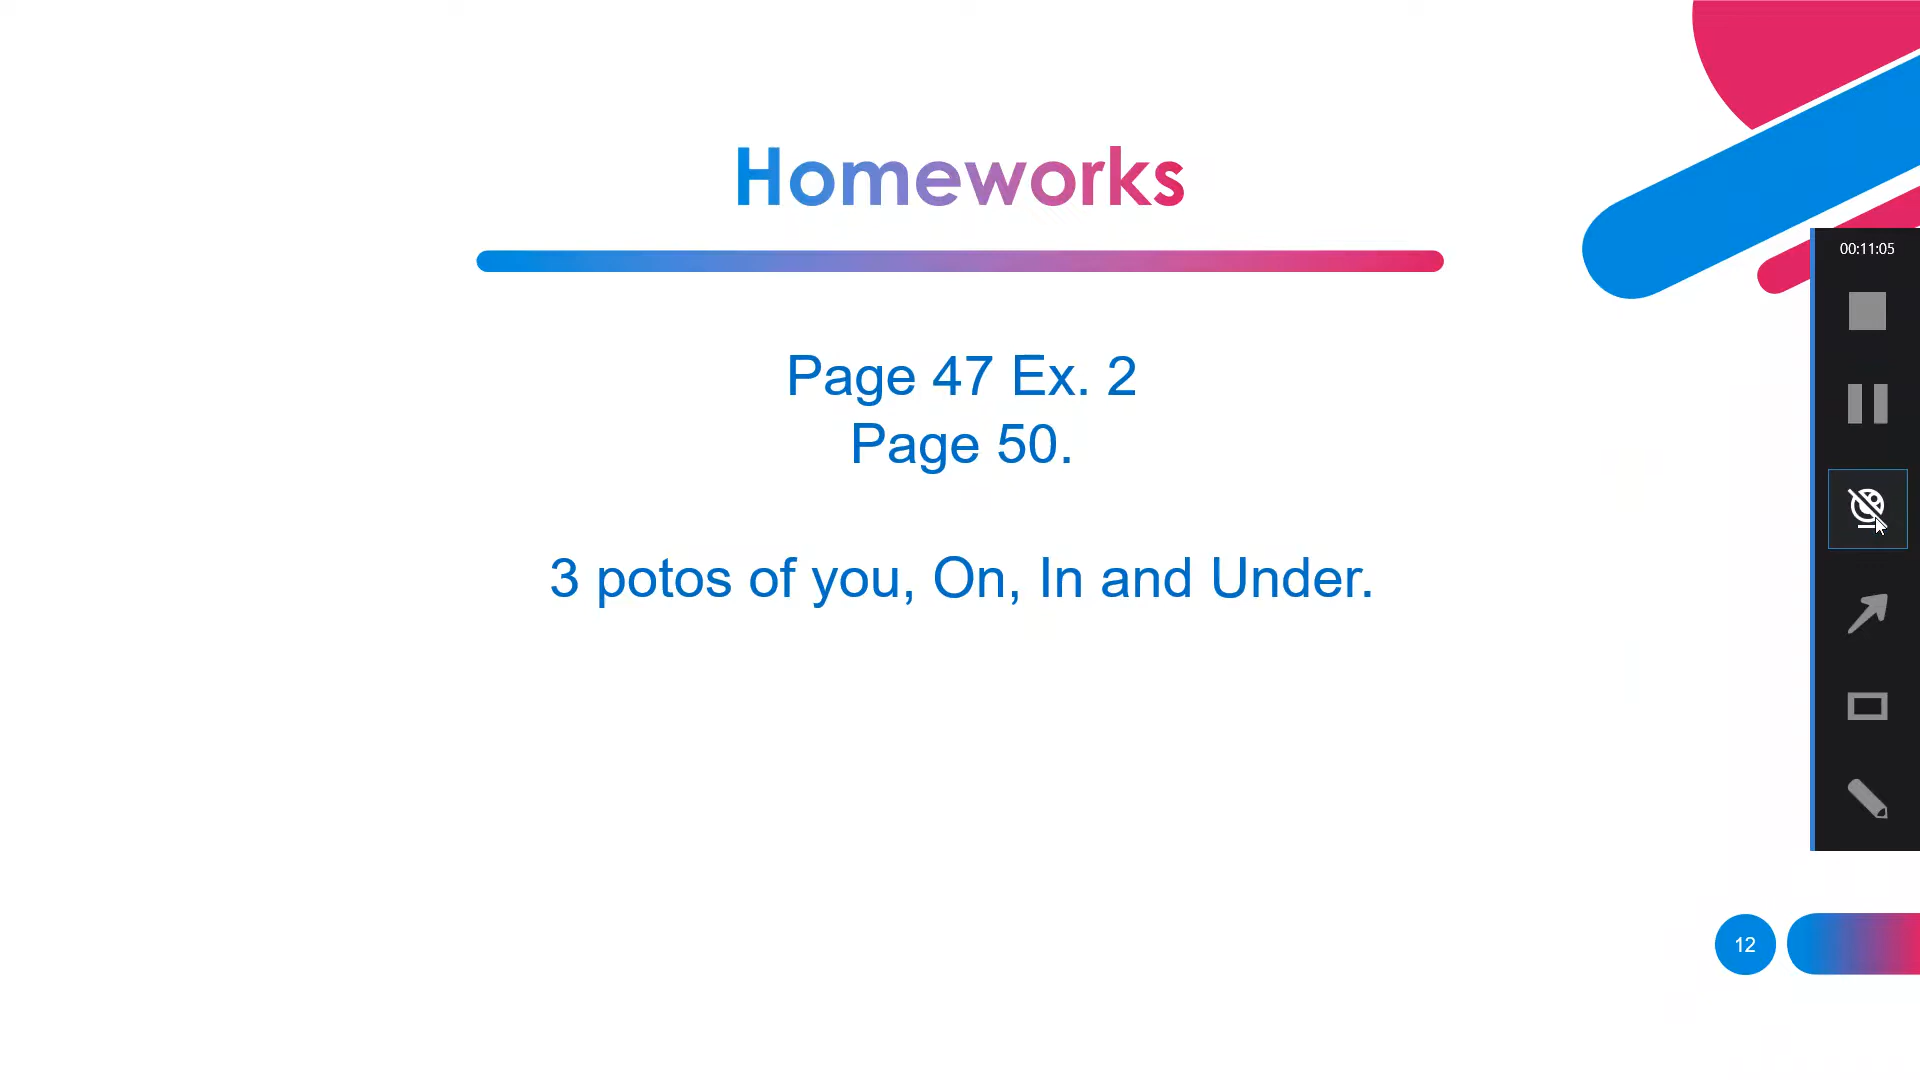 Homeworks
00:11:05
Page 47 Ex. 2
Page 50.
3 potos of you, On, In and Under.
12